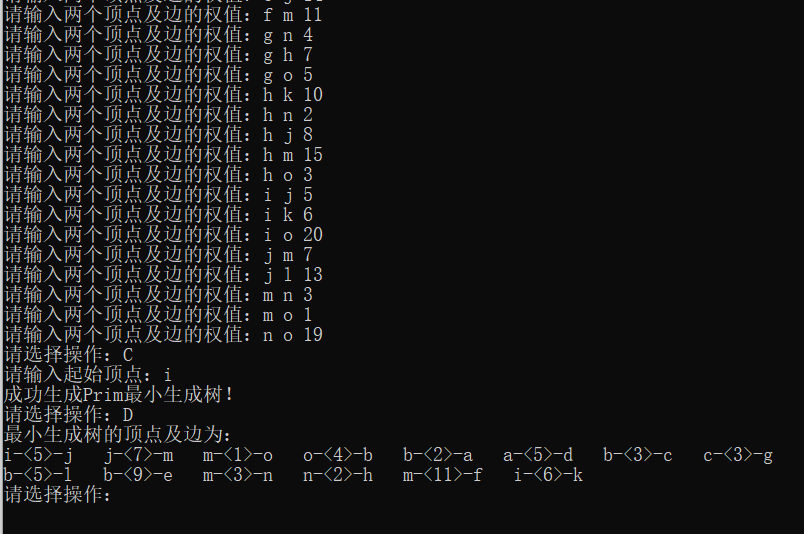 请输入两个顶点及边的权值：f m 11
请输入两个顶点及边的权值：g n 4
请输入两个顶点及边的权值：g h 7
请输入两个顶点及边的权值：g o 5
请输入两个顶点及边的权值：h k 10
请输入两个顶点及边的权值：h n 2
请输入两个顶点及边的权值：h j 8
请输入两个顶点及边的权值：h m 15
请输入两个顶点及边的权值：h o 3
请输入两个顶点及边的权值：i j 5
请输入两个顶点及边的权值：i k 6
请输入两个顶点及边的权值：i o 20
请输入两个顶点及边的权值：j m 7
请输入两个顶点及边的权值：j l 13
请输入两个顶点及边的权值：m n 3
请输入两个顶点及边的权值：m o 1
请输入两个顶点及边的权值：n o 19
请选择操作：C
请输入起始顶点：i
成功生成Prim最小生成树！
请选择操作：D
最小生成树的顶点及边为：
i-<5>-j j-<7>-m m-<1>-o o-<4>-b b-<2>-a a-<5>-d b-<3>-c c-<3>-g
b-<5>-l b-<9>-e m-<3>-n n-<2>-h m-<11>-f i-<6>-k
请选择操作：